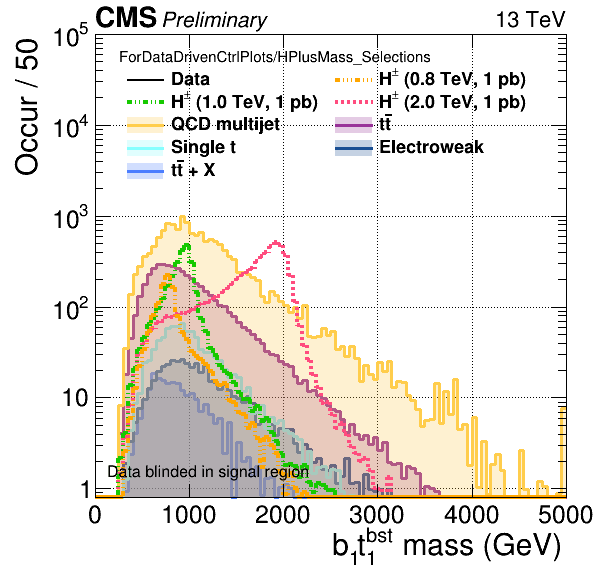 CMS Preliminary 13 TeV
ForDataDrivenCtrlPlots/HPlusMass_Selections
Data
H± (0.8 TeV, 1 pb)
H± (1.0 TeV, 1 pb)
H± (2.0 TeV, 1 pb)
QCD multijet
tt̄
Single t
Electroweak
tt̄ + X
Occur / 50
10⁵
10⁴
10³
10²
10
1
Data blinded in signal region
0 1000 2000 3000 4000 5000
b₁t₁ᵇˢᵗ mass (GeV)